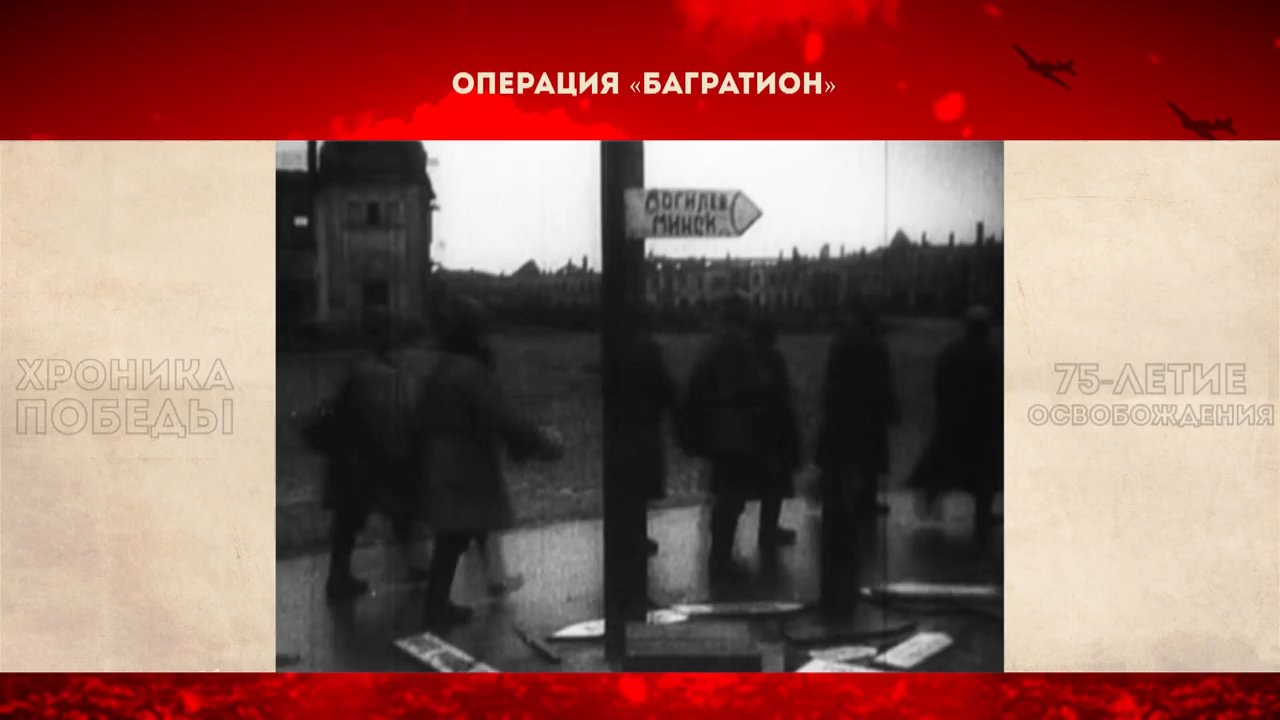 ОПЕРАЦИЯ «БАГРАТИОН»
МОГИЛЕВ
МИНСК
ХРОНИКА
ПОБЕДЫ
75-ЛЕТИЕ
ОСВОБОЖДЕНИЯ